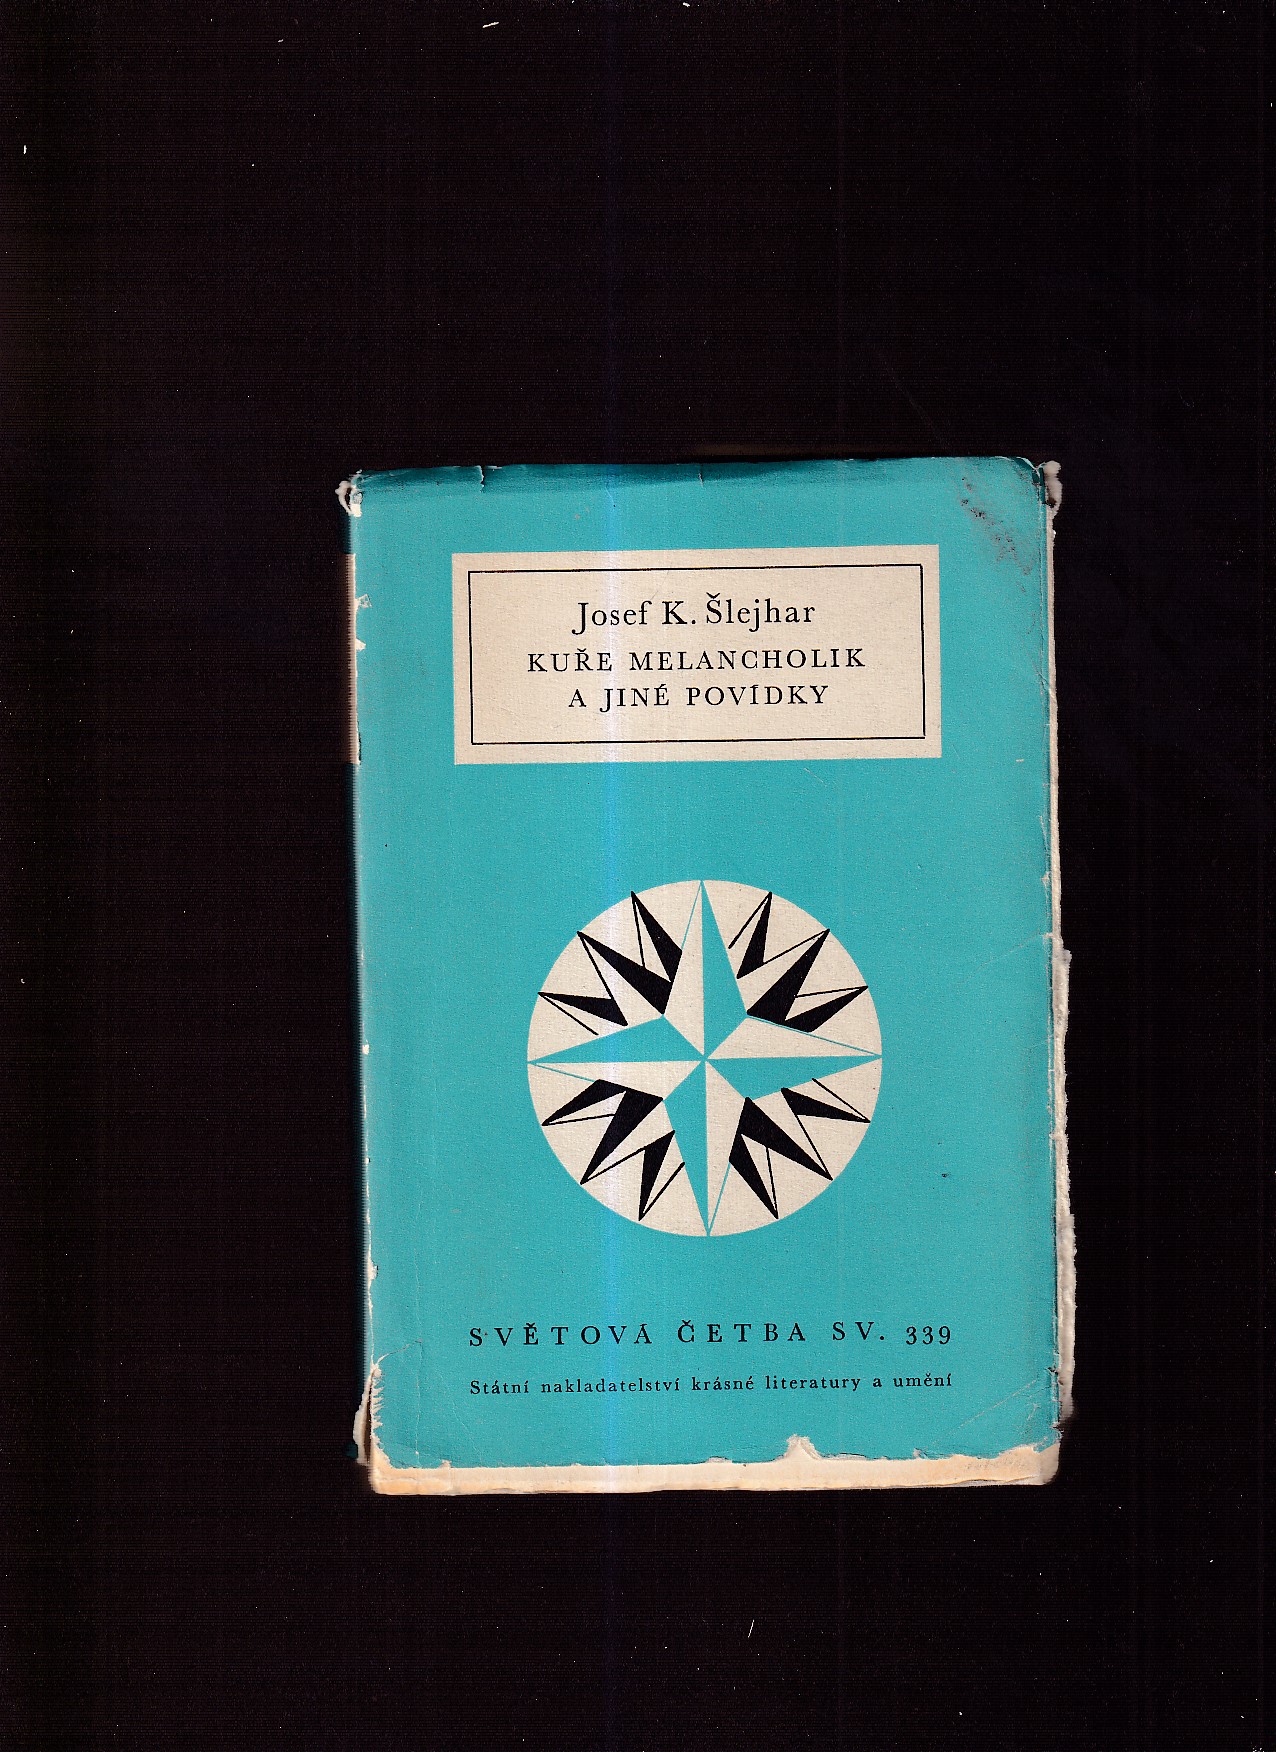 Josef K. Šlejhar
KUŘE MELANCHOLIK
A JINÉ POVÍDKY
SVĚTOVÁ ČETBA SV. 339
Státní nakladatelství krásné literatury a umění